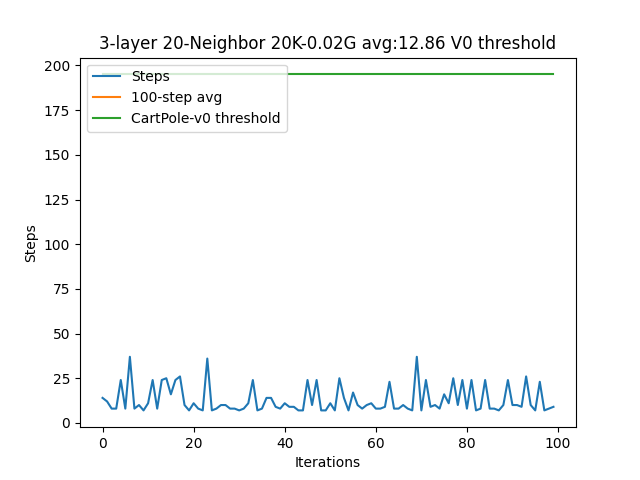 3-layer 20-Neighbor 20K-0.02G avg:12.86 V0 threshold
200
175
150
125
100
75
50
25
0
Steps
Steps
100-step avg
CartPole-v0 threshold
0 20 40 60 80 100
Iterations